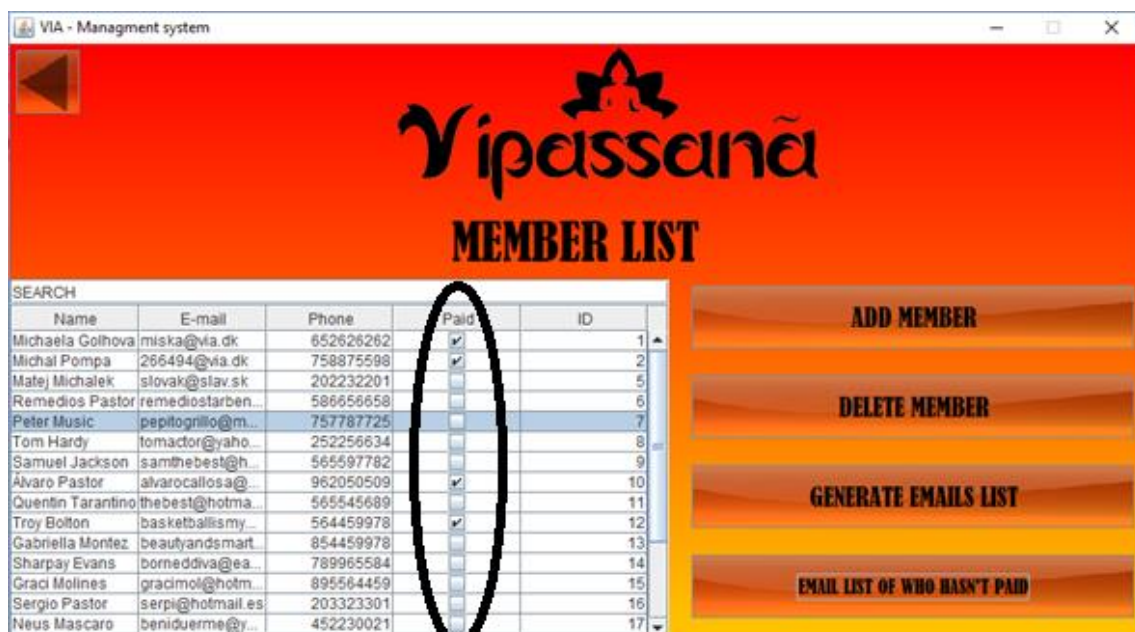 VIA - Managment system
Vipassanã
MEMBER LIST
SEARCH
Name E-mail Phone Paid ID
Michaela Golhova miska@via.dk 652626262 1
Michal Pompa 266494@via.dk 758875598 2
Matej Michalek slovak@slav.sk 202232201 5
Remedios Pastor remediostarben... 586656658 6
Peter Music pepitogrillo@m... 757787725 7
Tom Hardy tomactor@yaho... 252256634 8
Samuel Jackson samthebest@h... 565597782 9
Álvaro Pastor alvarocallosa@... 962050509 10
Quentin Tarantino thebest@hotma... 565545689 11
Troy Bolton basketballismy... 564459978 12
Gabriella Montez beautyandsmart... 854459978 13
Sharpay Evans borneddiva@ea... 789965584 14
Graci Molines gracimol@hotm... 895564459 15
Sergio Pastor serpi@hotmail.es 203323301 16
Neus Mascaro beniduerme@y... 452230021 17
ADD MEMBER
DELETE MEMBER
GENERATE EMAILS LIST
EMAIL LIST OF WHO HASN'T PAID